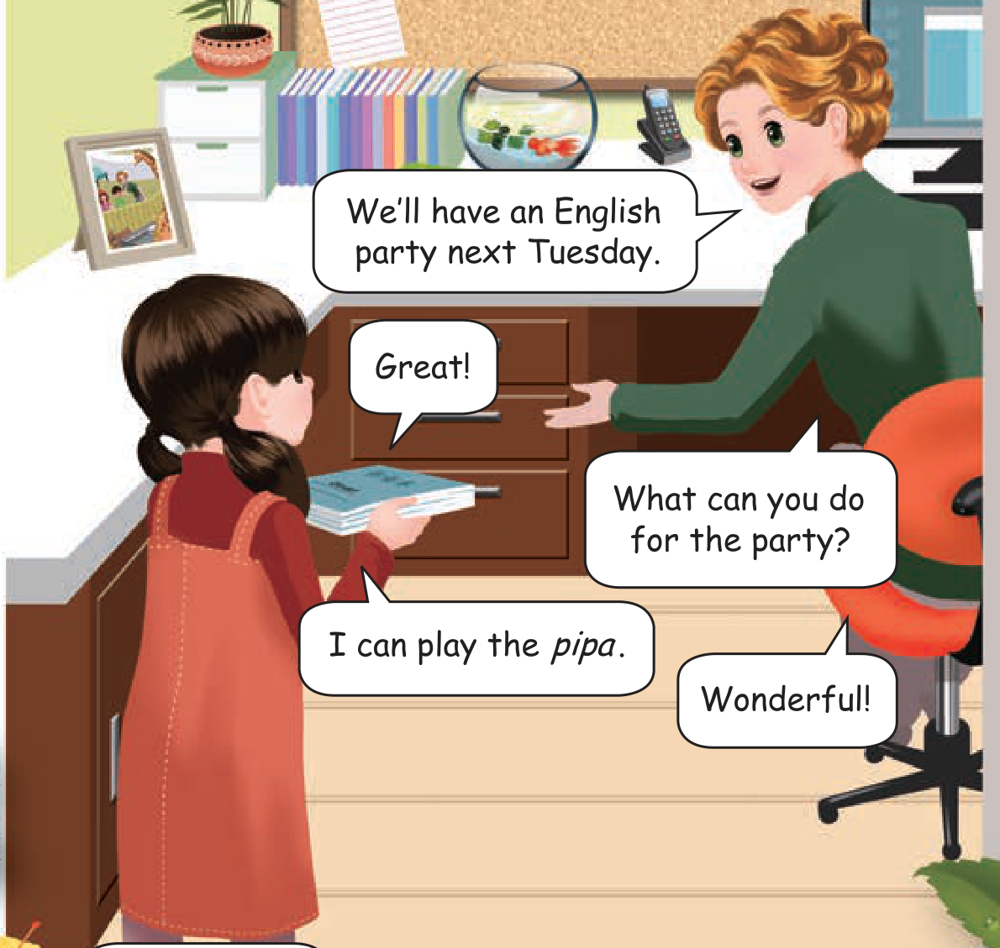 We'll have an English
party next Tuesday.
Great!
What can you do
for the party?
I can play the pipa.
Wonderful!